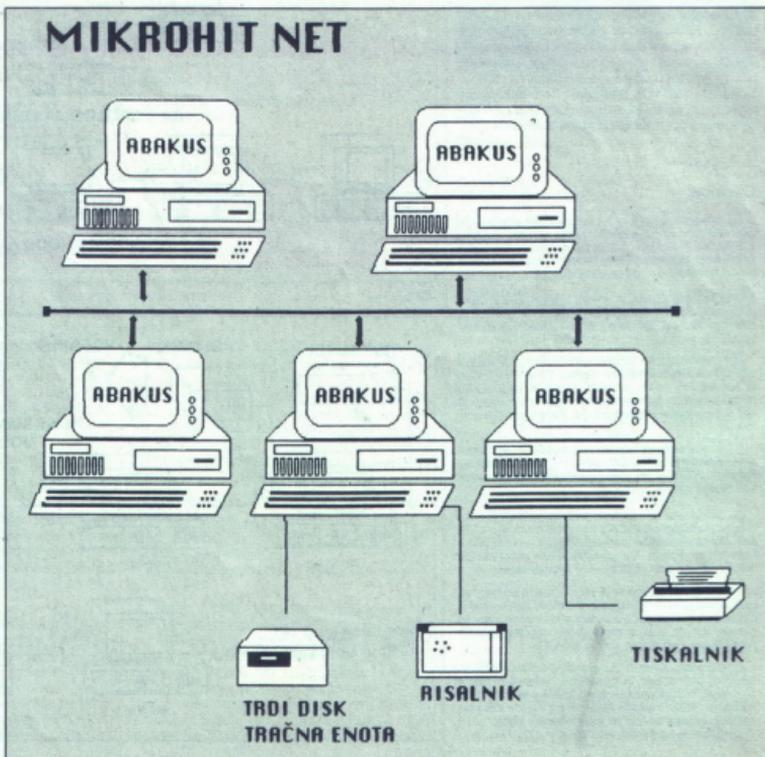 MIKROHIT NET
ABAKUS
ABAKUS
ABAKUS
ABAKUS
ABAKUS
TRDI DISK
TRAČNA ENOTA
RISALNIK
TISKALNIK